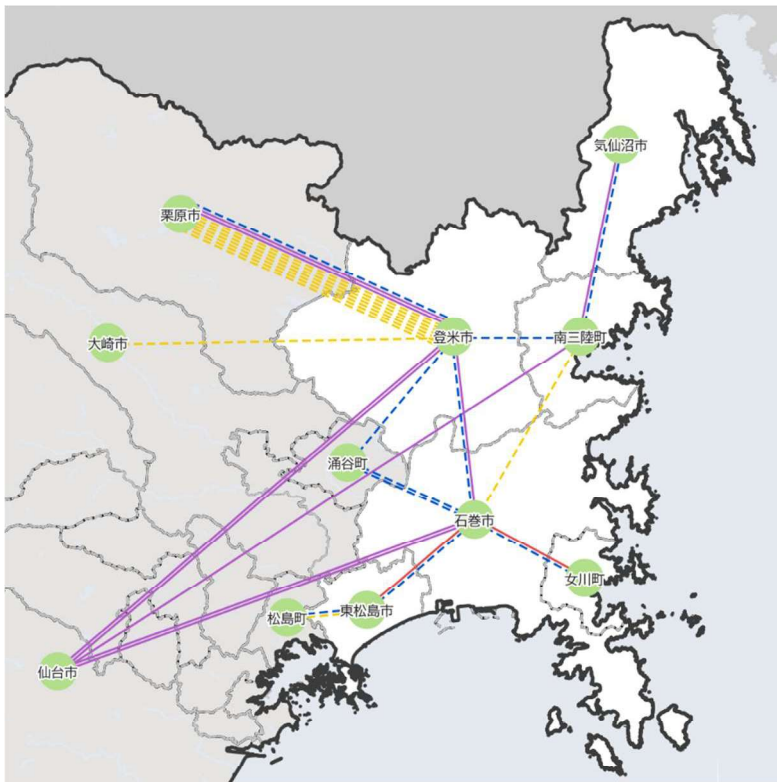 気仙沼市
栗原市
大崎市
登米市
南三陸町
涌谷町
石巻市
女川町
松島町
東松島市
仙台市